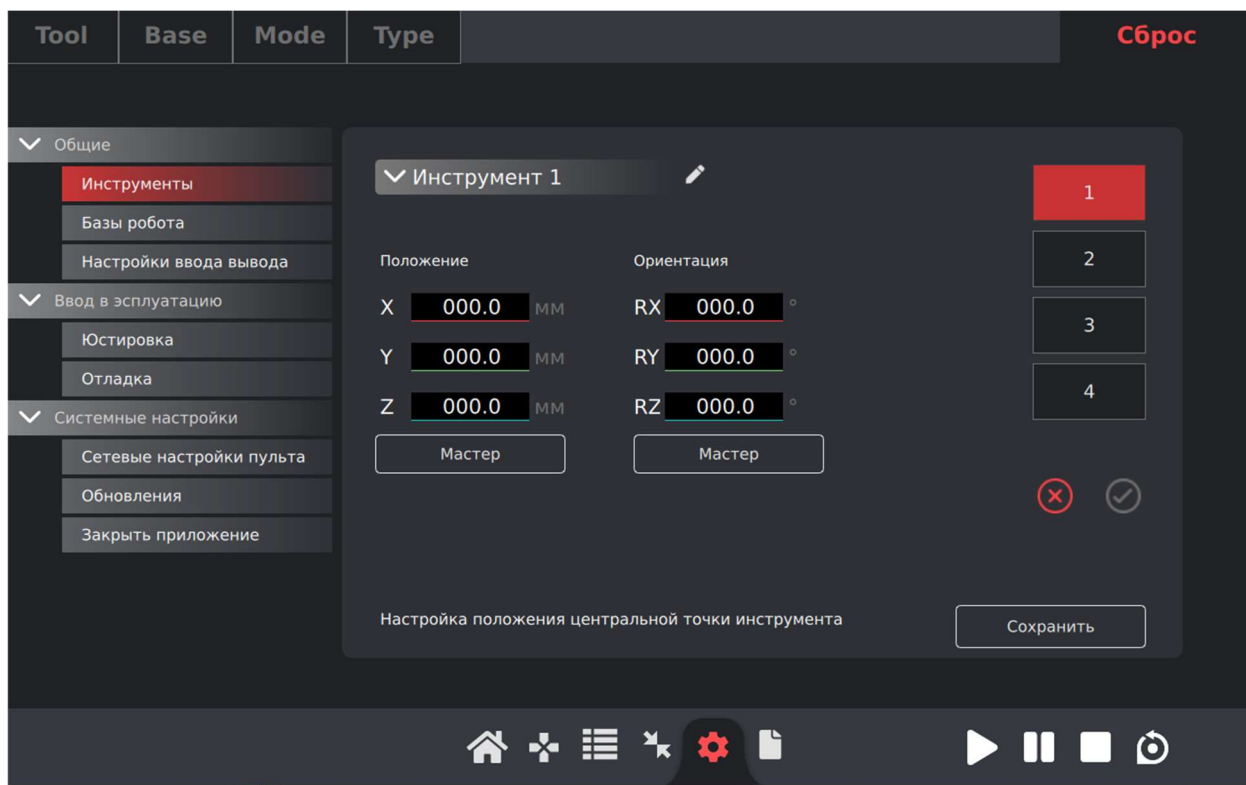 Tool Base Mode Type Сброс
Общие
Инструменты
Базы робота
Настройки ввода вывода
Ввод в эсплуатацию
Юстировка
Отладка
Системные настройки
Сетевые настройки пульта
Обновления
Закрыть приложение
Инструмент 1
Положение Ориентация
X 000.0 мм RX 000.0 °
Y 000.0 мм RY 000.0 °
Z 000.0 мм RZ 000.0 °
Мастер Мастер
1
2
3
4
Настройка положения центральной точки инструмента
Сохранить